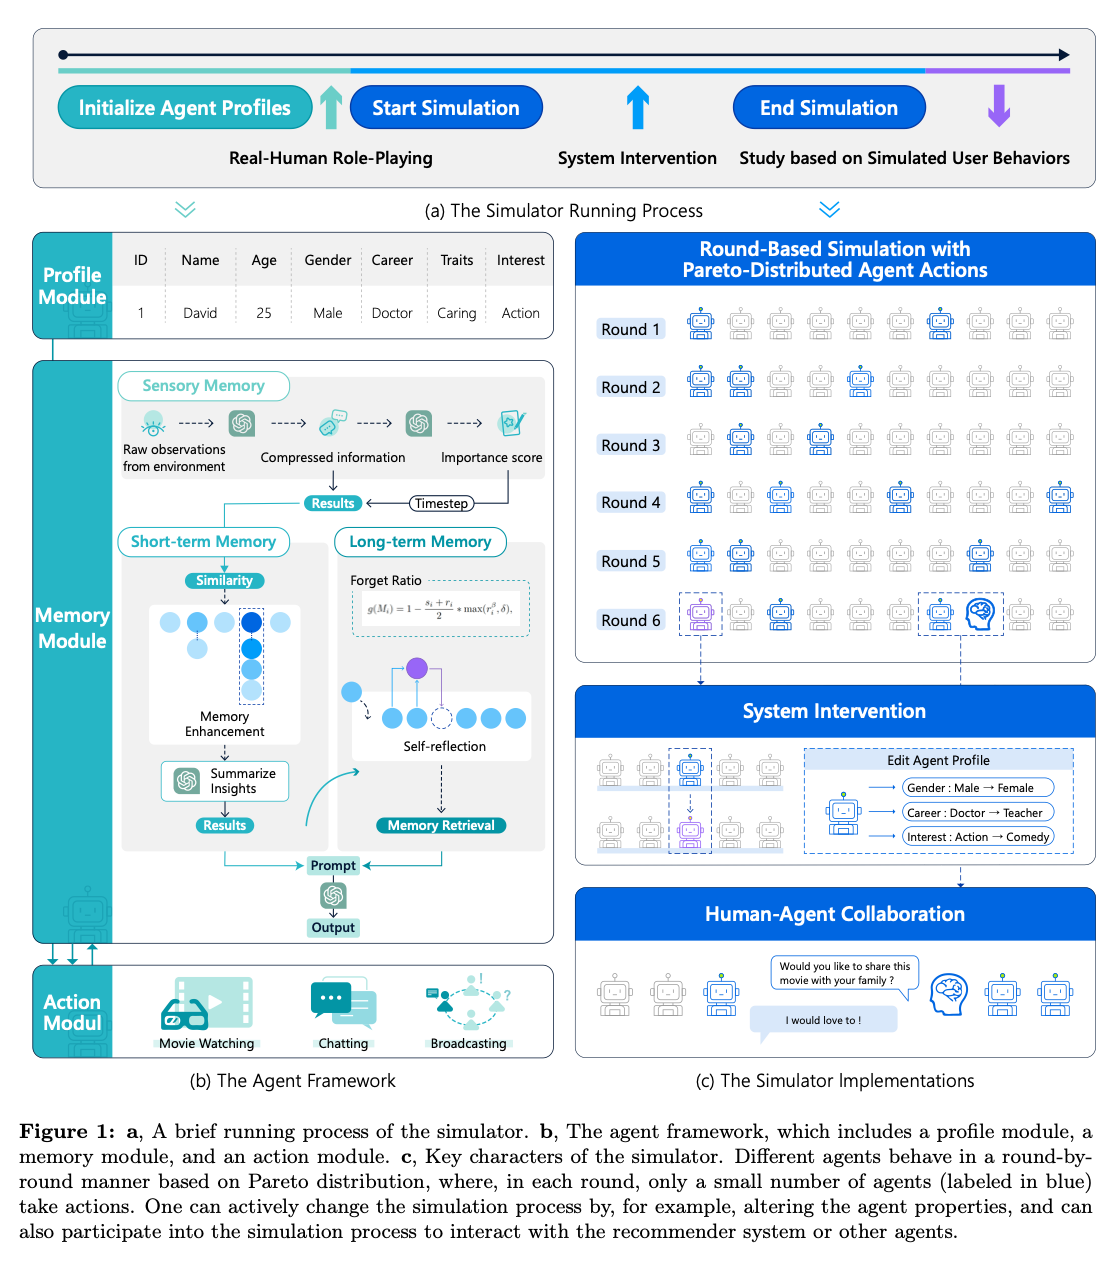 Initialize Agent Profiles
Start Simulation
End Simulation
Real-Human Role-Playing
System Intervention
Study based on Simulated User Behaviors
(a) The Simulator Running Process
Profile
Module
ID Name Age Gender Career Traits Interest
1 David 25 Male Doctor Caring Action
Memory
Module
Sensory Memory
Raw observations
from environment
Compressed information
Importance score
Results
Timestep
Short-term Memory
Similarity
Memory
Enhancement
Summarize
Insights
Results
Long-term Memory
Forget Ratio
g(M_i) = 1 − \frac{s_i + r_i}{2} * max(r_i^β, δ),
Self-reflection
Memory Retrieval
Prompt
Output
Action
Modul
Movie Watching
Chatting
Broadcasting
(b) The Agent Framework
Round-Based Simulation with
Pareto-Distributed Agent Actions
Round 1
Round 2
Round 3
Round 4
Round 5
Round 6
System Intervention
Edit Agent Profile
Gender : Male → Female
Career : Doctor → Teacher
Interest : Action → Comedy
Human-Agent Collaboration
Would you like to share this
movie with your family ?
I would love to !
(c) The Simulator Implementations
Figure 1: a, A brief running process of the simulator. b, The agent framework, which includes a profile module, a
memory module, and an action module. c, Key characters of the simulator. Different agents behave in a round-by-
round manner based on Pareto distribution, where, in each round, only a small number of agents (labeled in blue)
take actions. One can actively change the simulation process by, for example, altering the agent properties, and can
also participate into the simulation process to interact with the recommender system or other agents.